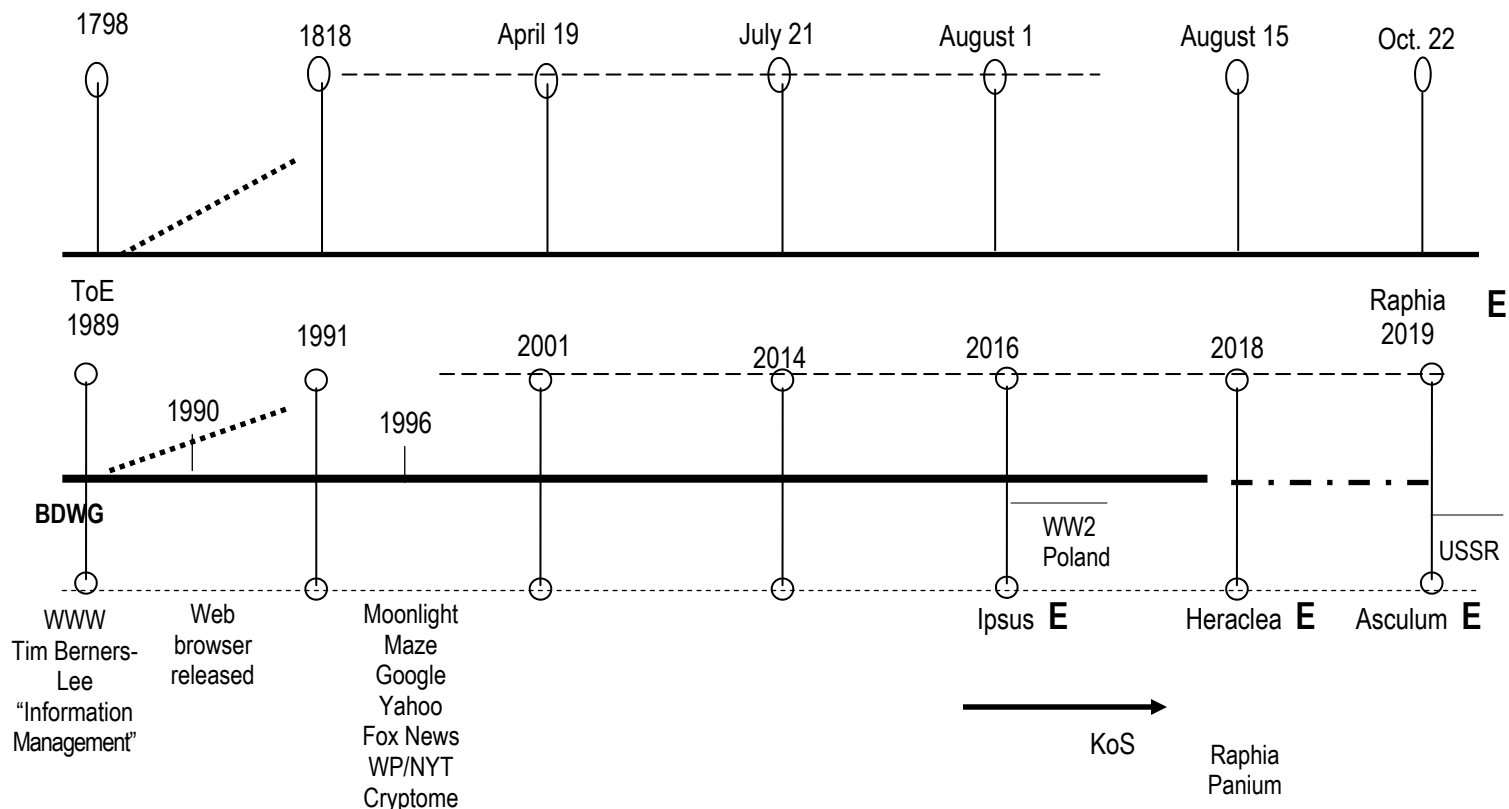 1798
1818
April 19
July 21
August 1
August 15
Oct. 22
ToE
1989
1990
1991
1996
2001
2014
2016
2018
Raphia
2019
E
BDWG
WW2
Poland
USSR
WWW
Tim Berners-
Lee
“Information
Management”
Web
browser
released
Moonlight
Maze
Google
Yahoo
Fox News
WP/NYT
Cryptome
Ipsus E
Heraclea E
Asculum E
KoS
Raphia
Panium